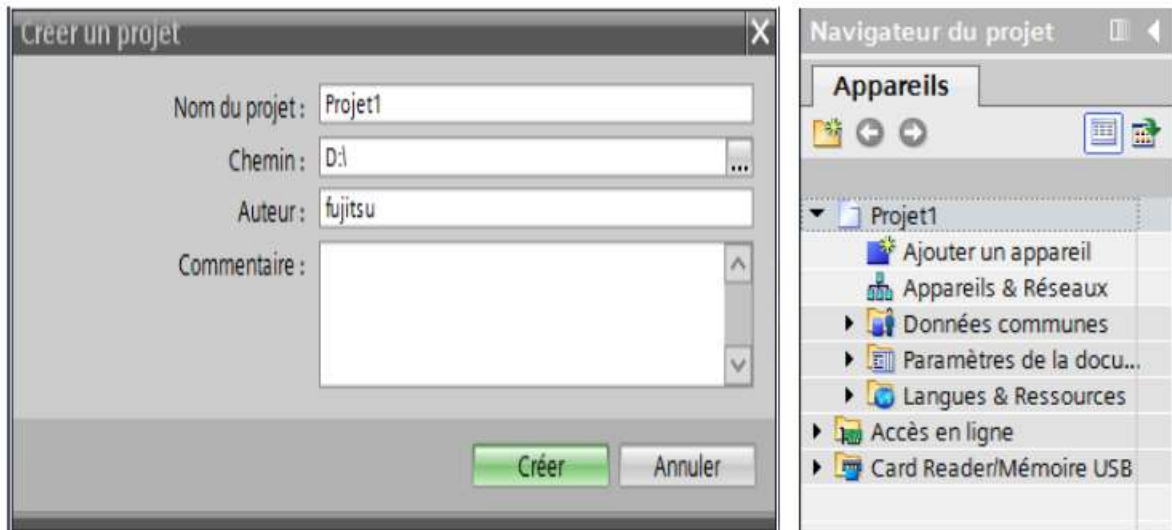 Créer un projet
X
Nom du projet :
Projet1
Chemin :
D:\
...
Auteur :
fujitsu
Commentaire :
Créer
Annuler
Navigateur du projet
Appareils
Projet1
Ajouter un appareil
Appareils & Réseaux
Données communes
Paramètres de la docu...
Langues & Ressources
Accès en ligne
Card Reader/Mémoire USB